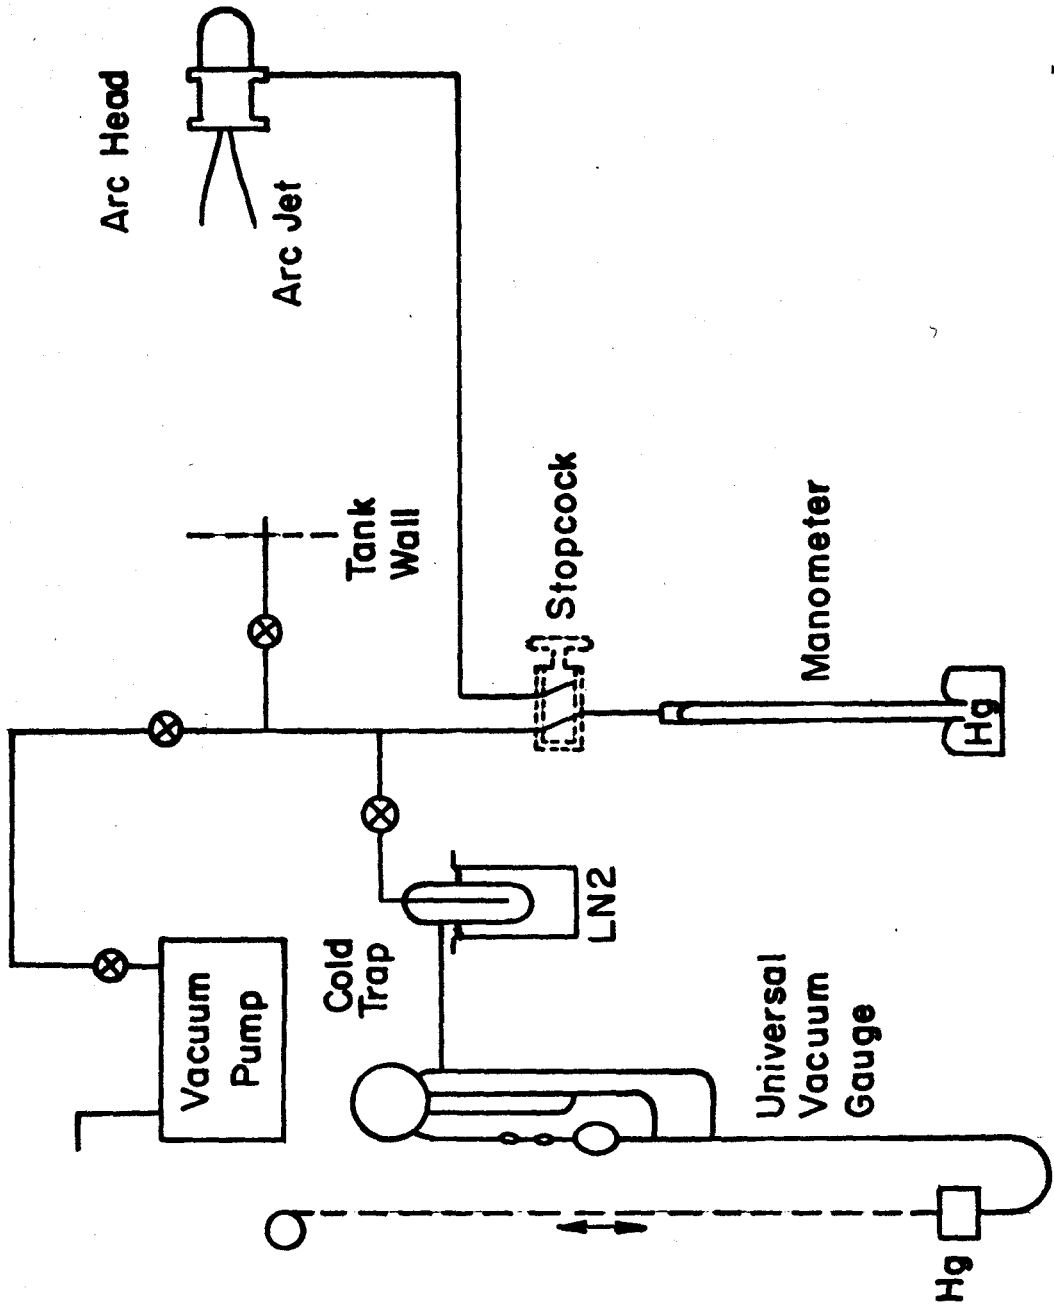 Arc Head
Arc Jet
Tank
Wall
Stopcock
Manometer
Hg
Vacuum
Pump
Cold
Trap
LN2
Universal
Vacuum
Gauge
Hg